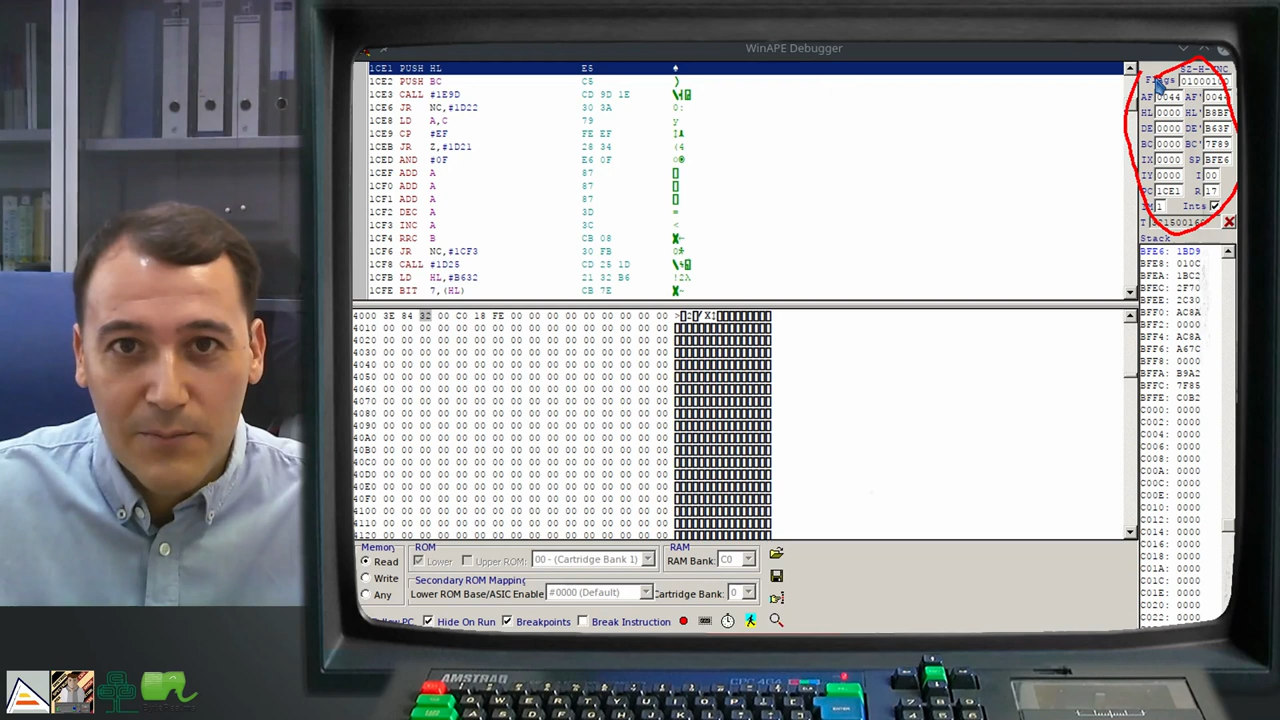 WinAPE Debugger
1CE1 PUSH HL E5
1CE2 PUSH BC C5 }
1CE3 CALL #1E9D CD 9D 1E
1CE6 JR NC,#1D22 30 3A 0:
1CE8 LD A,C 79 y
1CE9 CP #EF FE EF
1CEB JR Z,#1D21 28 34 (4
1CED AND #0F E6 0F
1CEF ADD A 87
1CF0 ADD A 87
1CF1 ADD A 87
1CF2 DEC A 3D =
1CF3 INC A 3C <
1CF4 RRC B CB 08
1CF6 JR NC,#1CF3 30 FB
1CF8 CALL #1D25 CD 25 1D
1CFB LD HL,#B632 21 32 B6
1CFE BIT 7,(HL) CB 7E
SZ-H-VNC
Flags 01000100
AF 0044 AF' 0044
HL 0000 HL' B8BF
DE 0000 DE' B63F
BC 0000 BC' 7F89
IX 0000 SP BFE6
IY 0000 I 00
PC 1CE1 R 17
IM 1 Ints
T
Stack
BFE6: 1BD9
BFE8: 010C
BFEA: 1BC2
BFEC: 2F70
BFEE: 2C30
BFF0: AC8A
BFF2: 0000
BFF4: AC8A
BFF6: A67C
BFF8: 0000
BFFA: B9A2
BFFC: 7F85
BFFE: C0B2
C000: 0000
C002: 0000
C004: 0000
C006: 0000
C008: 0000
C00A: 0000
C00C: 0000
C00E: 0000
C010: 0000
C012: 0000
C014: 0000
C016: 0000
C018: 0000
C01A: 0000
C01C: 0000
C01E: 0000
C020: 0000
C022: 0000
4000 3E 84 32 00 C0 18 FE 00 00 00 00 00 00 00 00 00
4010 00 00 00 00 00 00 00 00 00 00 00 00 00 00 00 00
4020 00 00 00 00 00 00 00 00 00 00 00 00 00 00 00 00
4030 00 00 00 00 00 00 00 00 00 00 00 00 00 00 00 00
4040 00 00 00 00 00 00 00 00 00 00 00 00 00 00 00 00
4050 00 00 00 00 00 00 00 00 00 00 00 00 00 00 00 00
4060 00 00 00 00 00 00 00 00 00 00 00 00 00 00 00 00
4070 00 00 00 00 00 00 00 00 00 00 00 00 00 00 00 00
4080 00 00 00 00 00 00 00 00 00 00 00 00 00 00 00 00
4090 00 00 00 00 00 00 00 00 00 00 00 00 00 00 00 00
40A0 00 00 00 00 00 00 00 00 00 00 00 00 00 00 00 00
40B0 00 00 00 00 00 00 00 00 00 00 00 00 00 00 00 00
40C0 00 00 00 00 00 00 00 00 00 00 00 00 00 00 00 00
40D0 00 00 00 00 00 00 00 00 00 00 00 00 00 00 00 00
40E0 00 00 00 00 00 00 00 00 00 00 00 00 00 00 00 00
40F0 00 00 00 00 00 00 00 00 00 00 00 00 00 00 00 00
4100 00 00 00 00 00 00 00 00 00 00 00 00 00 00 00 00
4110 00 00 00 00 00 00 00 00 00 00 00 00 00 00 00 00
4120 00 00 00 00 00 00 00 00 00 00 00 00 00 00 00 00
Memory
Read
Write
Any
ROM
Lower Upper ROM: 00 - (Cartridge Bank 1)
RAM
RAM Bank: C0
Secondary ROM Mapping
Lower ROM Base/ASIC Enable #0000 (Default) Cartridge Bank: 0
PC Hide On Run Breakpoints Break Instruction
AMSTRAD